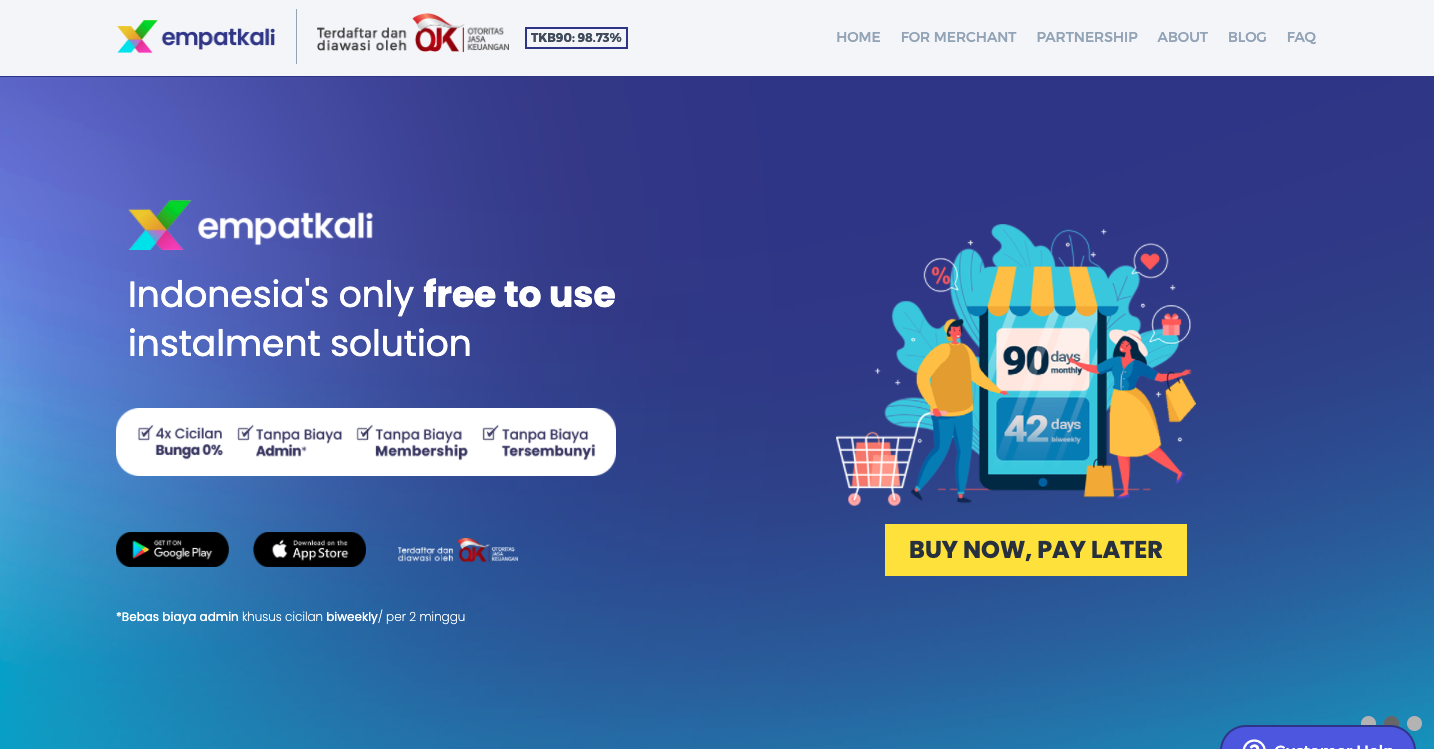 empatkali
Terdaftar dan
diawasi oleh
OJK
OTORITAS
JASA
KEUANGAN
TKB90: 98.73%
HOME
FOR MERCHANT
PARTNERSHIP
ABOUT
BLOG
FAQ
empatkali
Indonesia's only free to use
instalment solution
4x Cicilan
Bunga 0%
Tanpa Biaya
Admin*
Tanpa Biaya
Membership
Tanpa Biaya
Tersembunyi
GET IT ON
Google Play
Download on the
App Store
Terdaftar dan
diawasi oleh
OJK
OTORITAS
JASA
KEUANGAN
*Bebas biaya admin khusus cicilan biweekly/ per 2 minggu
%
90 days
monthly
42 days
biweekly
BUY NOW, PAY LATER
Customer Help